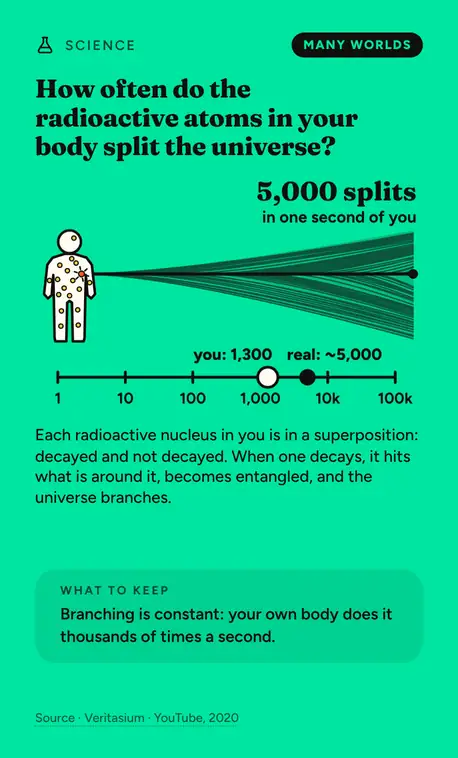 SCIENCE
MANY WORLDS
How often do the
radioactive atoms in your
body split the universe?
5,000 splits
in one second of you
you: 1,300 real: ~5,000
1 10 100 1,000 10k 100k
Each radioactive nucleus in you is in a superposition:
decayed and not decayed. When one decays, it hits
what is around it, becomes entangled, and the
universe branches.
WHAT TO KEEP
Branching is constant: your own body does it
thousands of times a second.
Source · Veritasium · YouTube, 2020